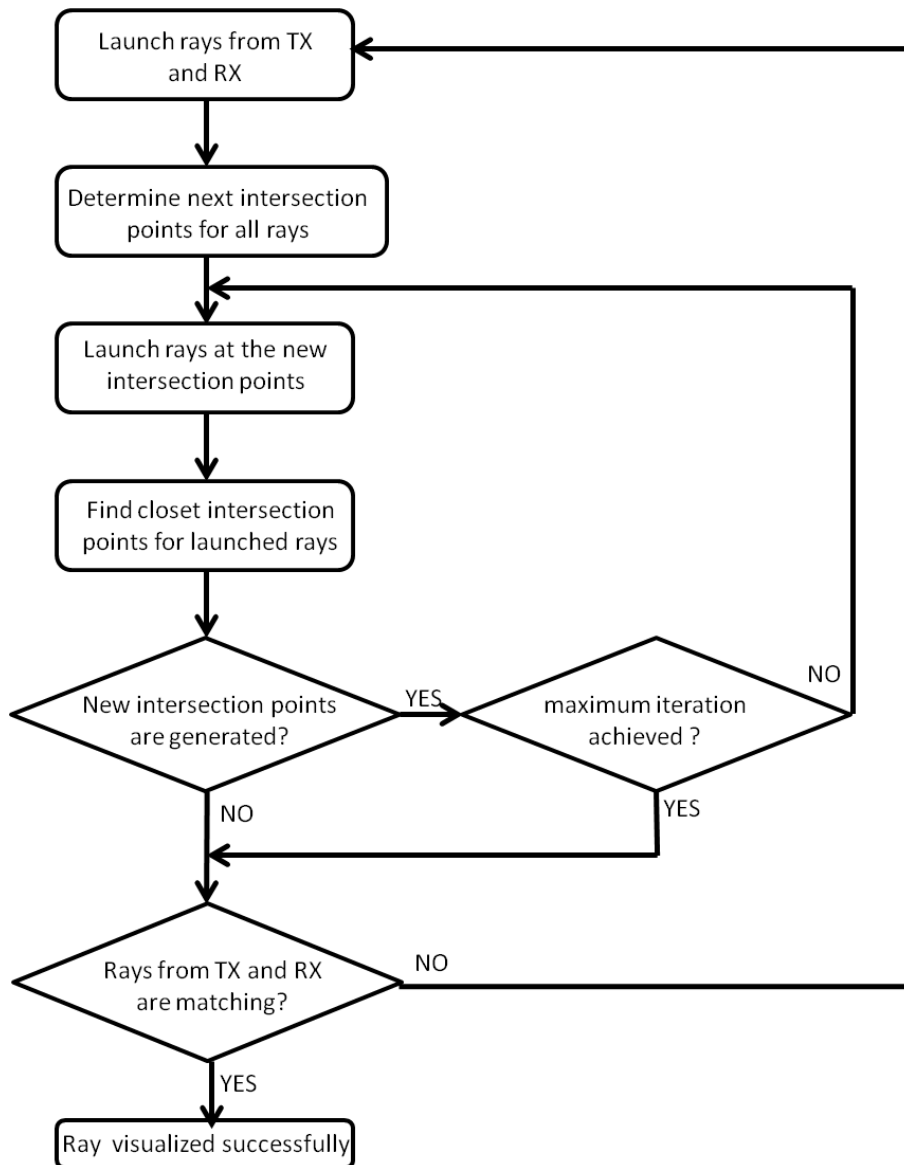 Launch rays from TX
and RX
Determine next intersection
points for all rays
Launch rays at the new
intersection points
Find closet intersection
points for launched rays
New intersection points
are generated?
YES
maximum iteration
achieved ?
NO
NO
YES
Rays from TX and RX
are matching?
NO
YES
Ray visualized successfully